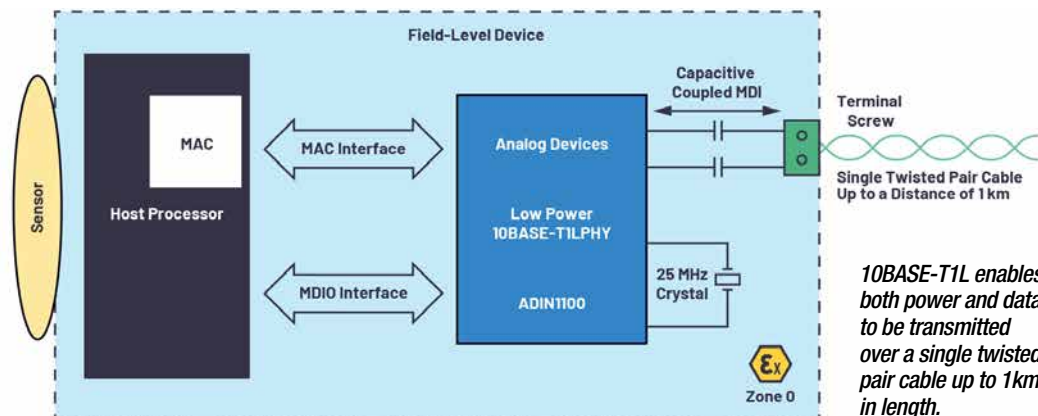 Field-Level Device
Sensor
Host Processor
MAC
MAC Interface
MDIO Interface
Analog Devices
Low Power
10BASE-T1LPHY
ADIN1100
Capacitive
Coupled MDI
25 MHz
Crystal
Ex
Zone 0
Terminal
Screw
Single Twisted Pair Cable
Up to a Distance of 1 km
10BASE-T1L enables
both power and data
to be transmitted
over a single twisted
pair cable up to 1km
in length.